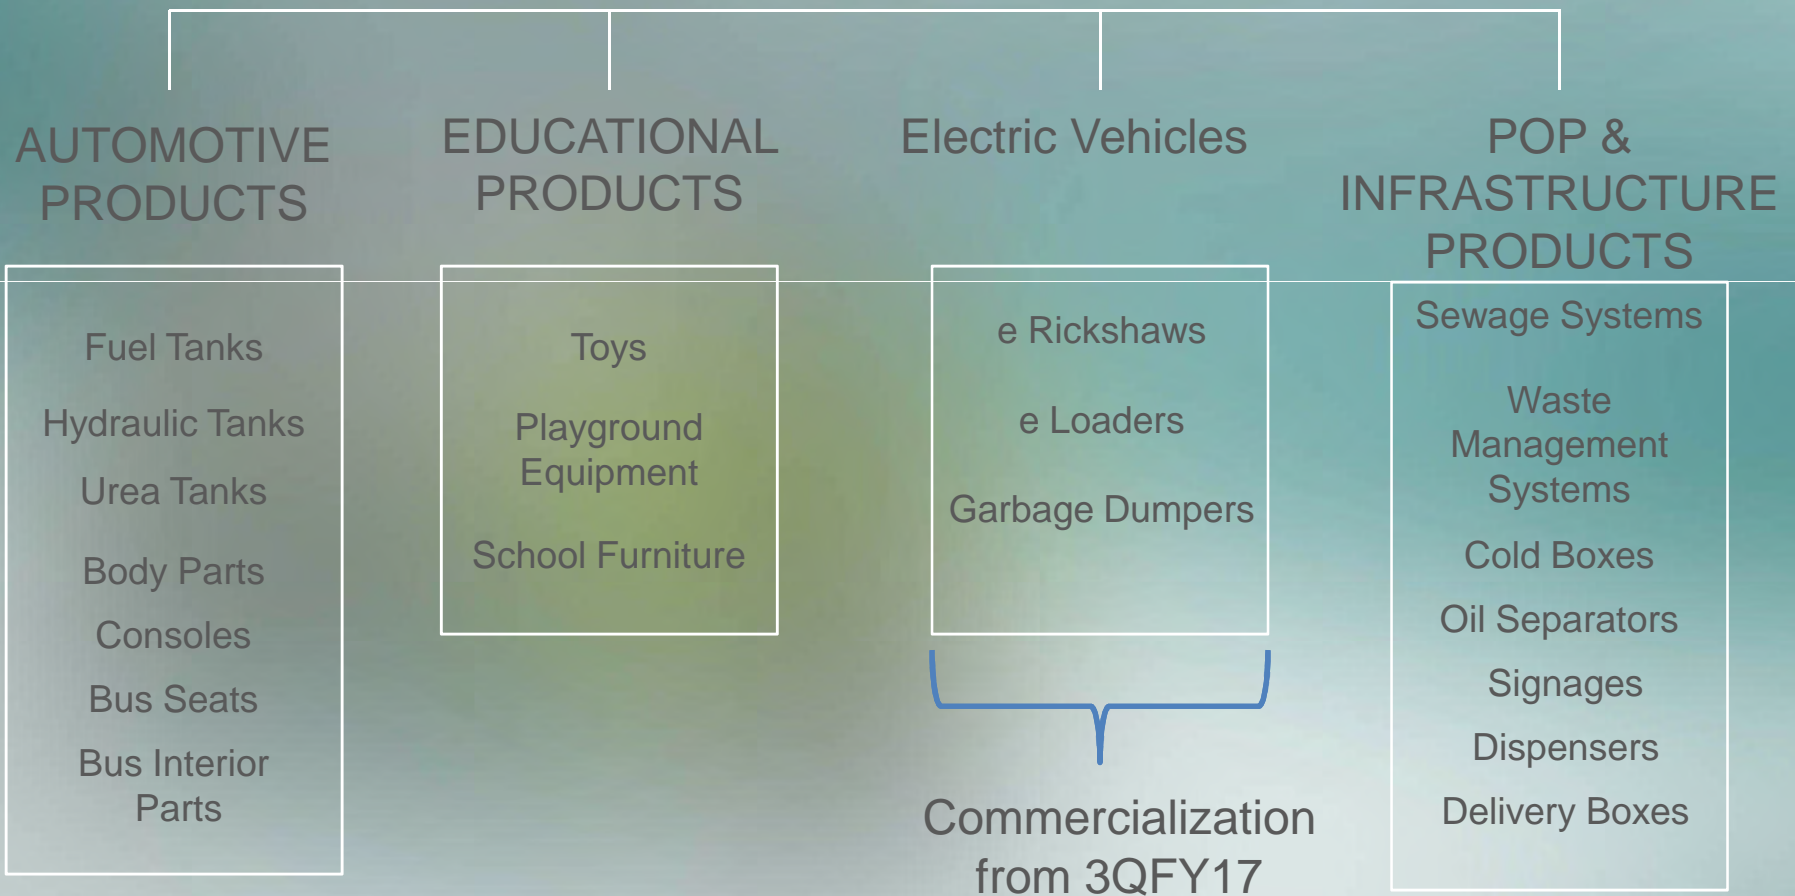 AUTOMOTIVE
PRODUCTS
Fuel Tanks
Hydraulic Tanks
Urea Tanks
Body Parts
Consoles
Bus Seats
Bus Interior
Parts
EDUCATIONAL
PRODUCTS
Toys
Playground
Equipment
School Furniture
Electric Vehicles
e Rickshaws
e Loaders
Garbage Dumpers
Commercialization
from 3QFY17
POP &
INFRASTRUCTURE
PRODUCTS
Sewage Systems
Waste
Management
Systems
Cold Boxes
Oil Separators
Signages
Dispensers
Delivery Boxes